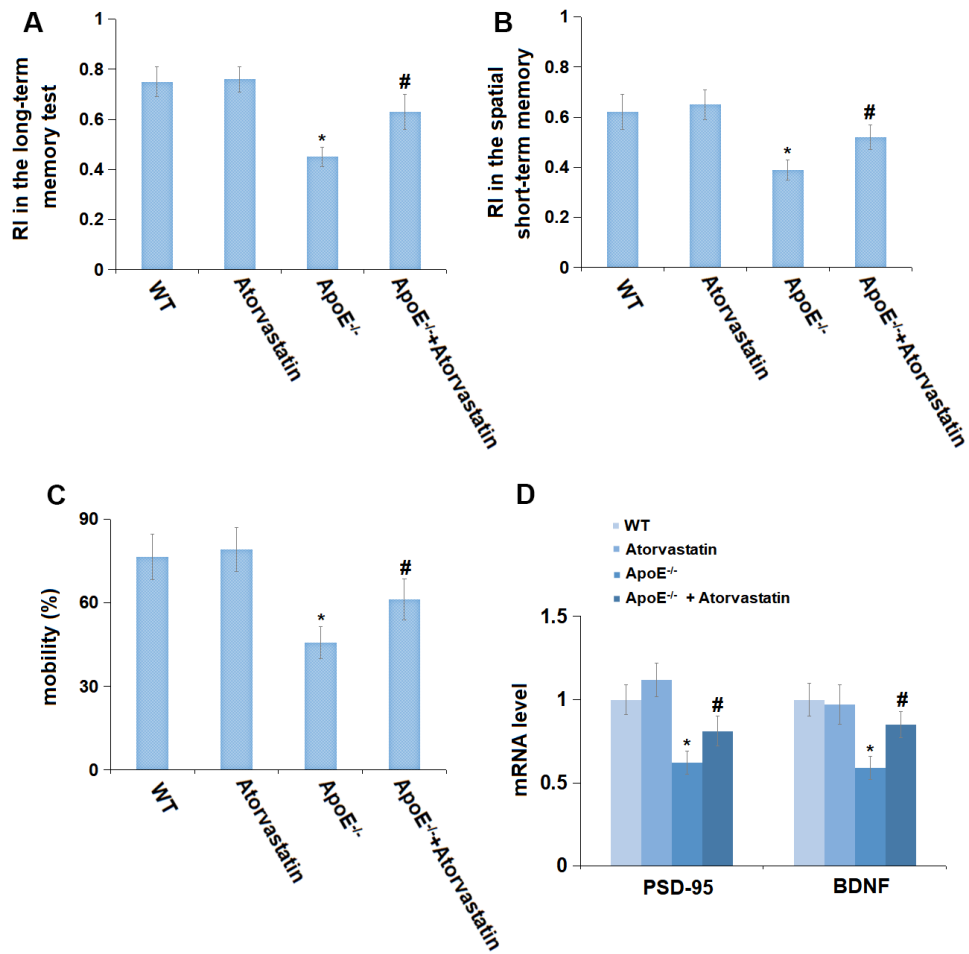 A
RI in the long-term
memory test
1
0.8
0.6
0.4
0.2
0
*
#
WT
Atorvastatin
ApoE-/-
ApoE-/-+Atorvastatin
B
RI in the spatial
short-term memory
1
0.8
0.6
0.4
0.2
0
*
#
WT
Atorvastatin
ApoE-/-
ApoE-/-+Atorvastatin
C
mobility (%)
90
60
30
0
*
#
WT
Atorvastatin
ApoE-/-
ApoE-/-+Atorvastatin
D
WT
Atorvastatin
ApoE-/-
ApoE-/- + Atorvastatin
mRNA level
1.5
1
0.5
0
*
#
*
#
PSD-95
BDNF